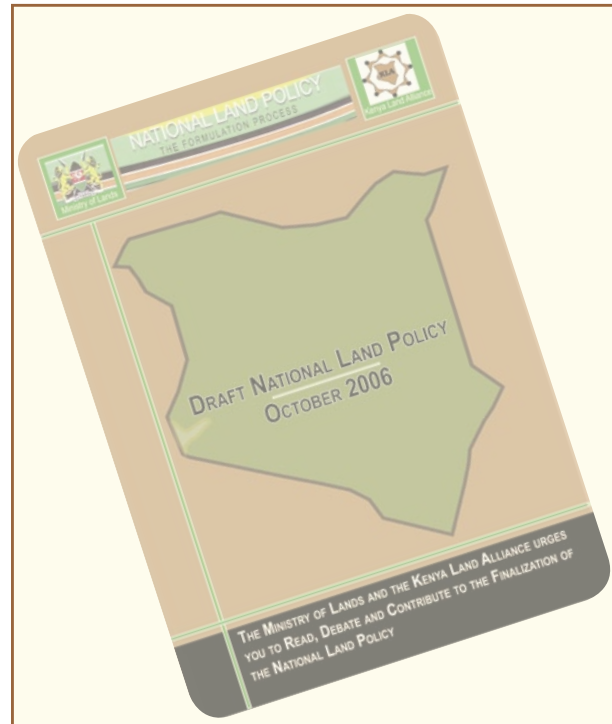 NATIONAL LAND POLICY
THE FORMULATION PROCESS
KLA
Kenya Land Alliance
Ministry of Lands
DRAFT NATIONAL LAND POLICY
OCTOBER 2006
THE MINISTRY OF LANDS AND THE KENYA LAND ALLIANCE URGES
YOU TO READ, DEBATE AND CONTRIBUTE TO THE FINALIZATION OF
THE NATIONAL LAND POLICY